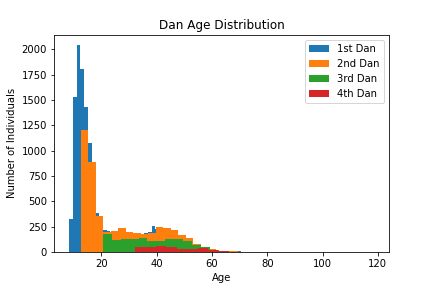 Dan Age Distribution
Number of Individuals
2000
1750
1500
1250
1000
750
500
250
0
1st Dan
2nd Dan
3rd Dan
4th Dan
20
40
60
80
100
120
Age